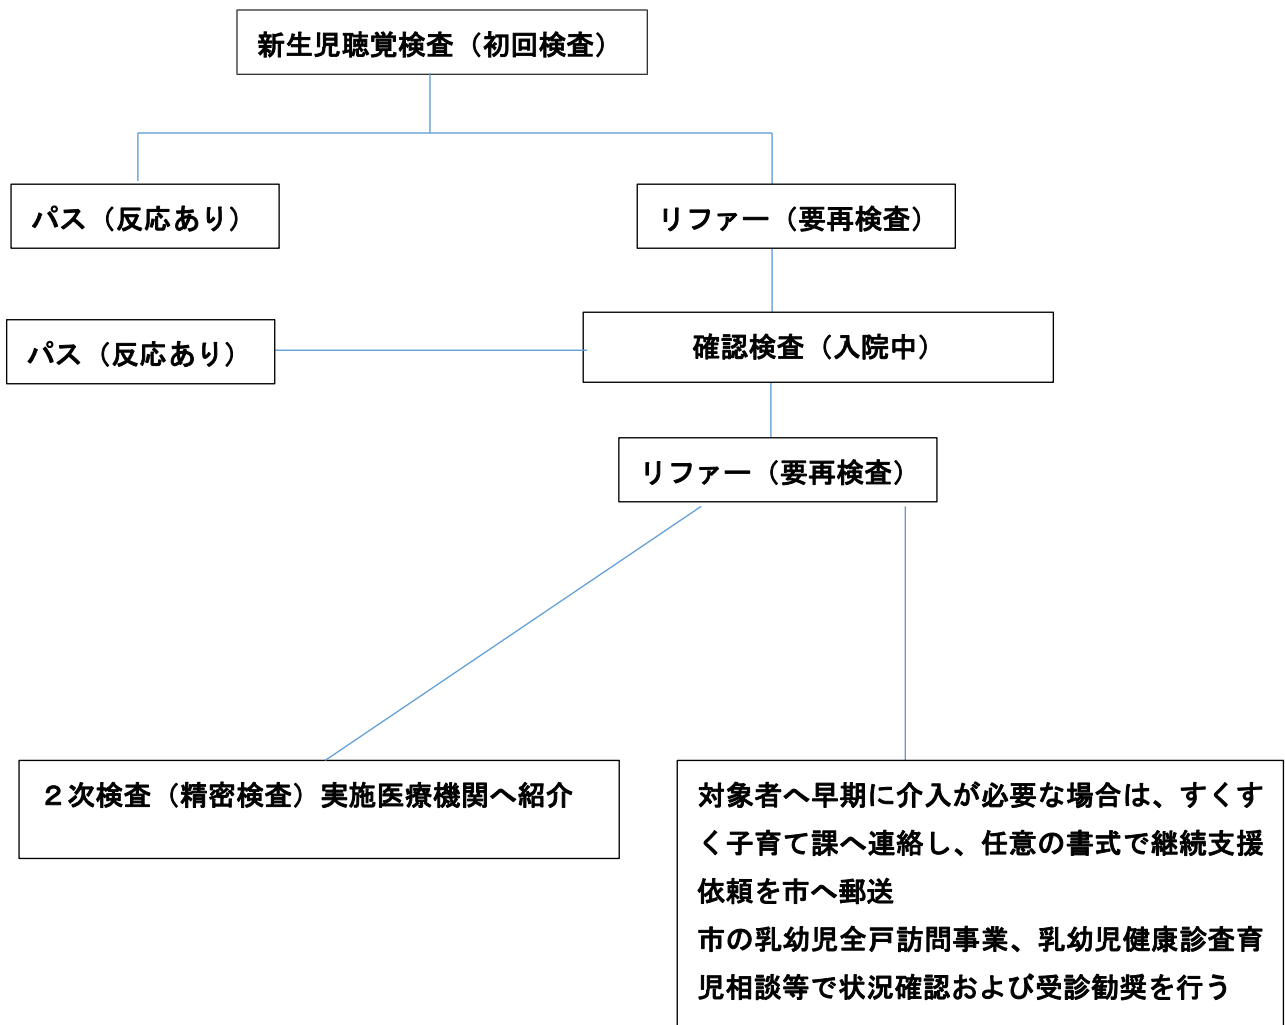 新生児聴覚検査（初回検査）
パス（反応あり）
リファー（要再検査）
パス（反応あり）
確認検査（入院中）
リファー（要再検査）
２次検査（精密検査）実施医療機関へ紹介
対象者へ早期に介入が必要な場合は、すくす
く子育て課へ連絡し、任意の書式で継続支援
依頼を市へ郵送
市の乳幼児全戸訪問事業、乳幼児健康診査育
児相談等で状況確認および受診勧奨を行う